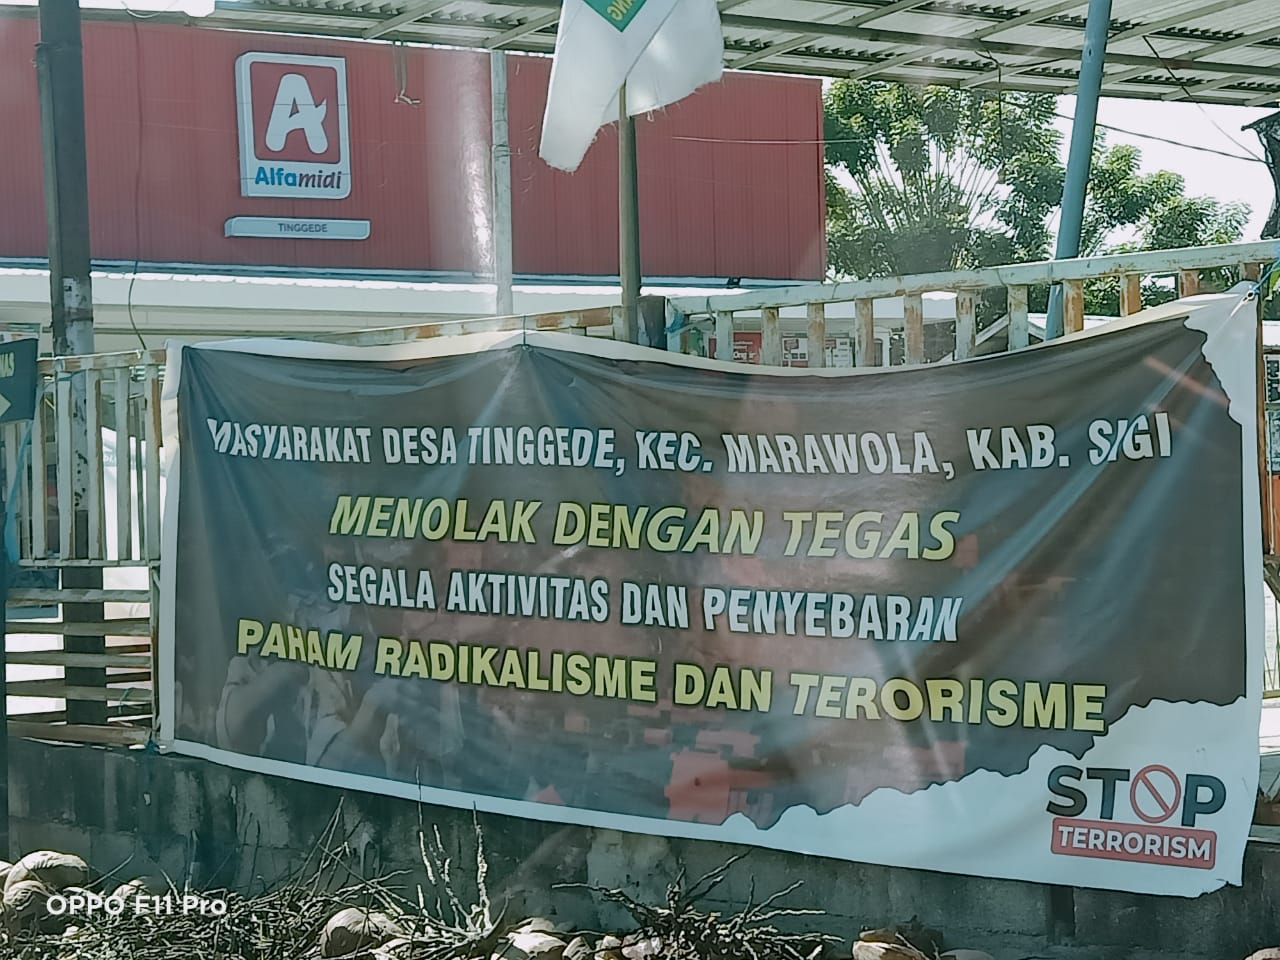 Alfamidi
TINGGEDE
MASYARAKAT DESA TINGGEDE, KEC. MARAWOLA, KAB. SIGI
MENOLAK DENGAN TEGAS
SEGALA AKTIVITAS DAN PENYEBARAN
PAHAM RADIKALISME DAN TERORISME
STOP
TERRORISM
OPPO F11 Pro